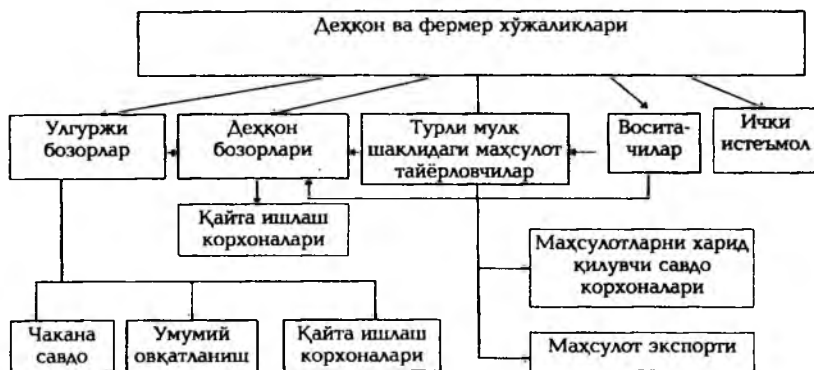 Деҳқон ва фермер хўжаликлари
Улгуржи
бозорлар
Деҳқон
бозорлари
Турли мулк
шаклидаги маҳсулот
тайёрловчилар
Восита-
чилар
Ички
истеъмол
Қайта ишлаш
корхоналари
Маҳсулотларни харид
қилувчи савдо
корхоналари
Чакана
савдо
Умумий
овқатланиш
Қайта ишлаш
корхоналари
Маҳсулот экспорти